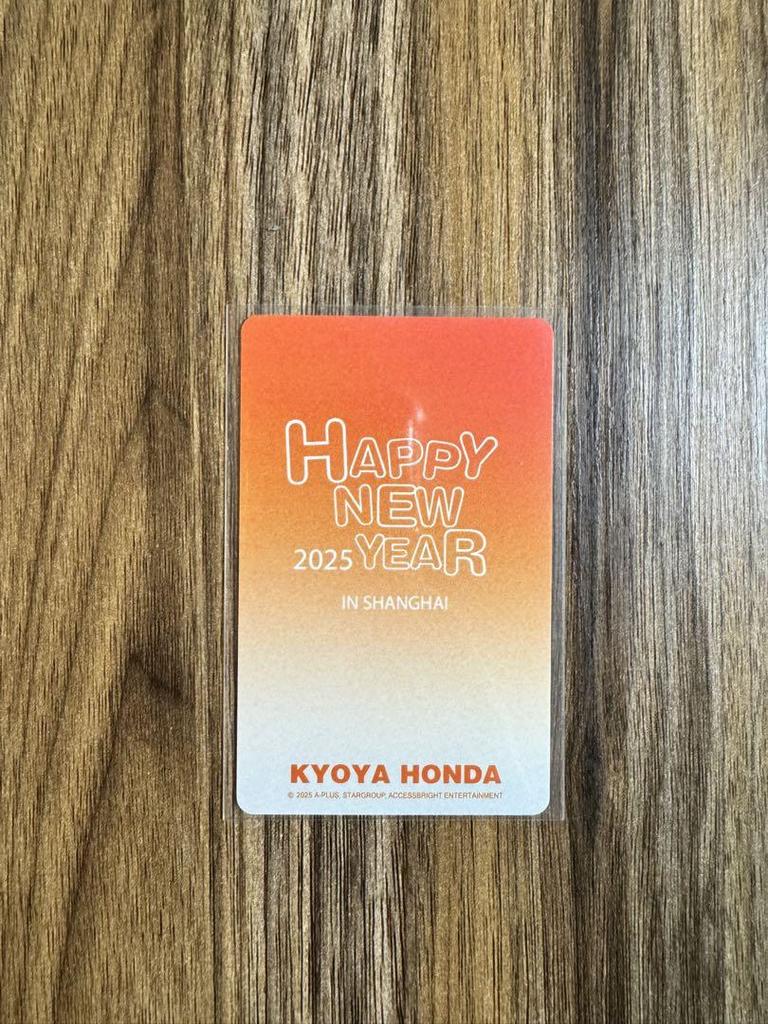 HAPPY
NEW
2025 YEAR
IN SHANGHAI
KYOYA HONDA
© 2025 A-PLUS, STARGROUP, ACCESSBRIGHT ENTERTAINMENT